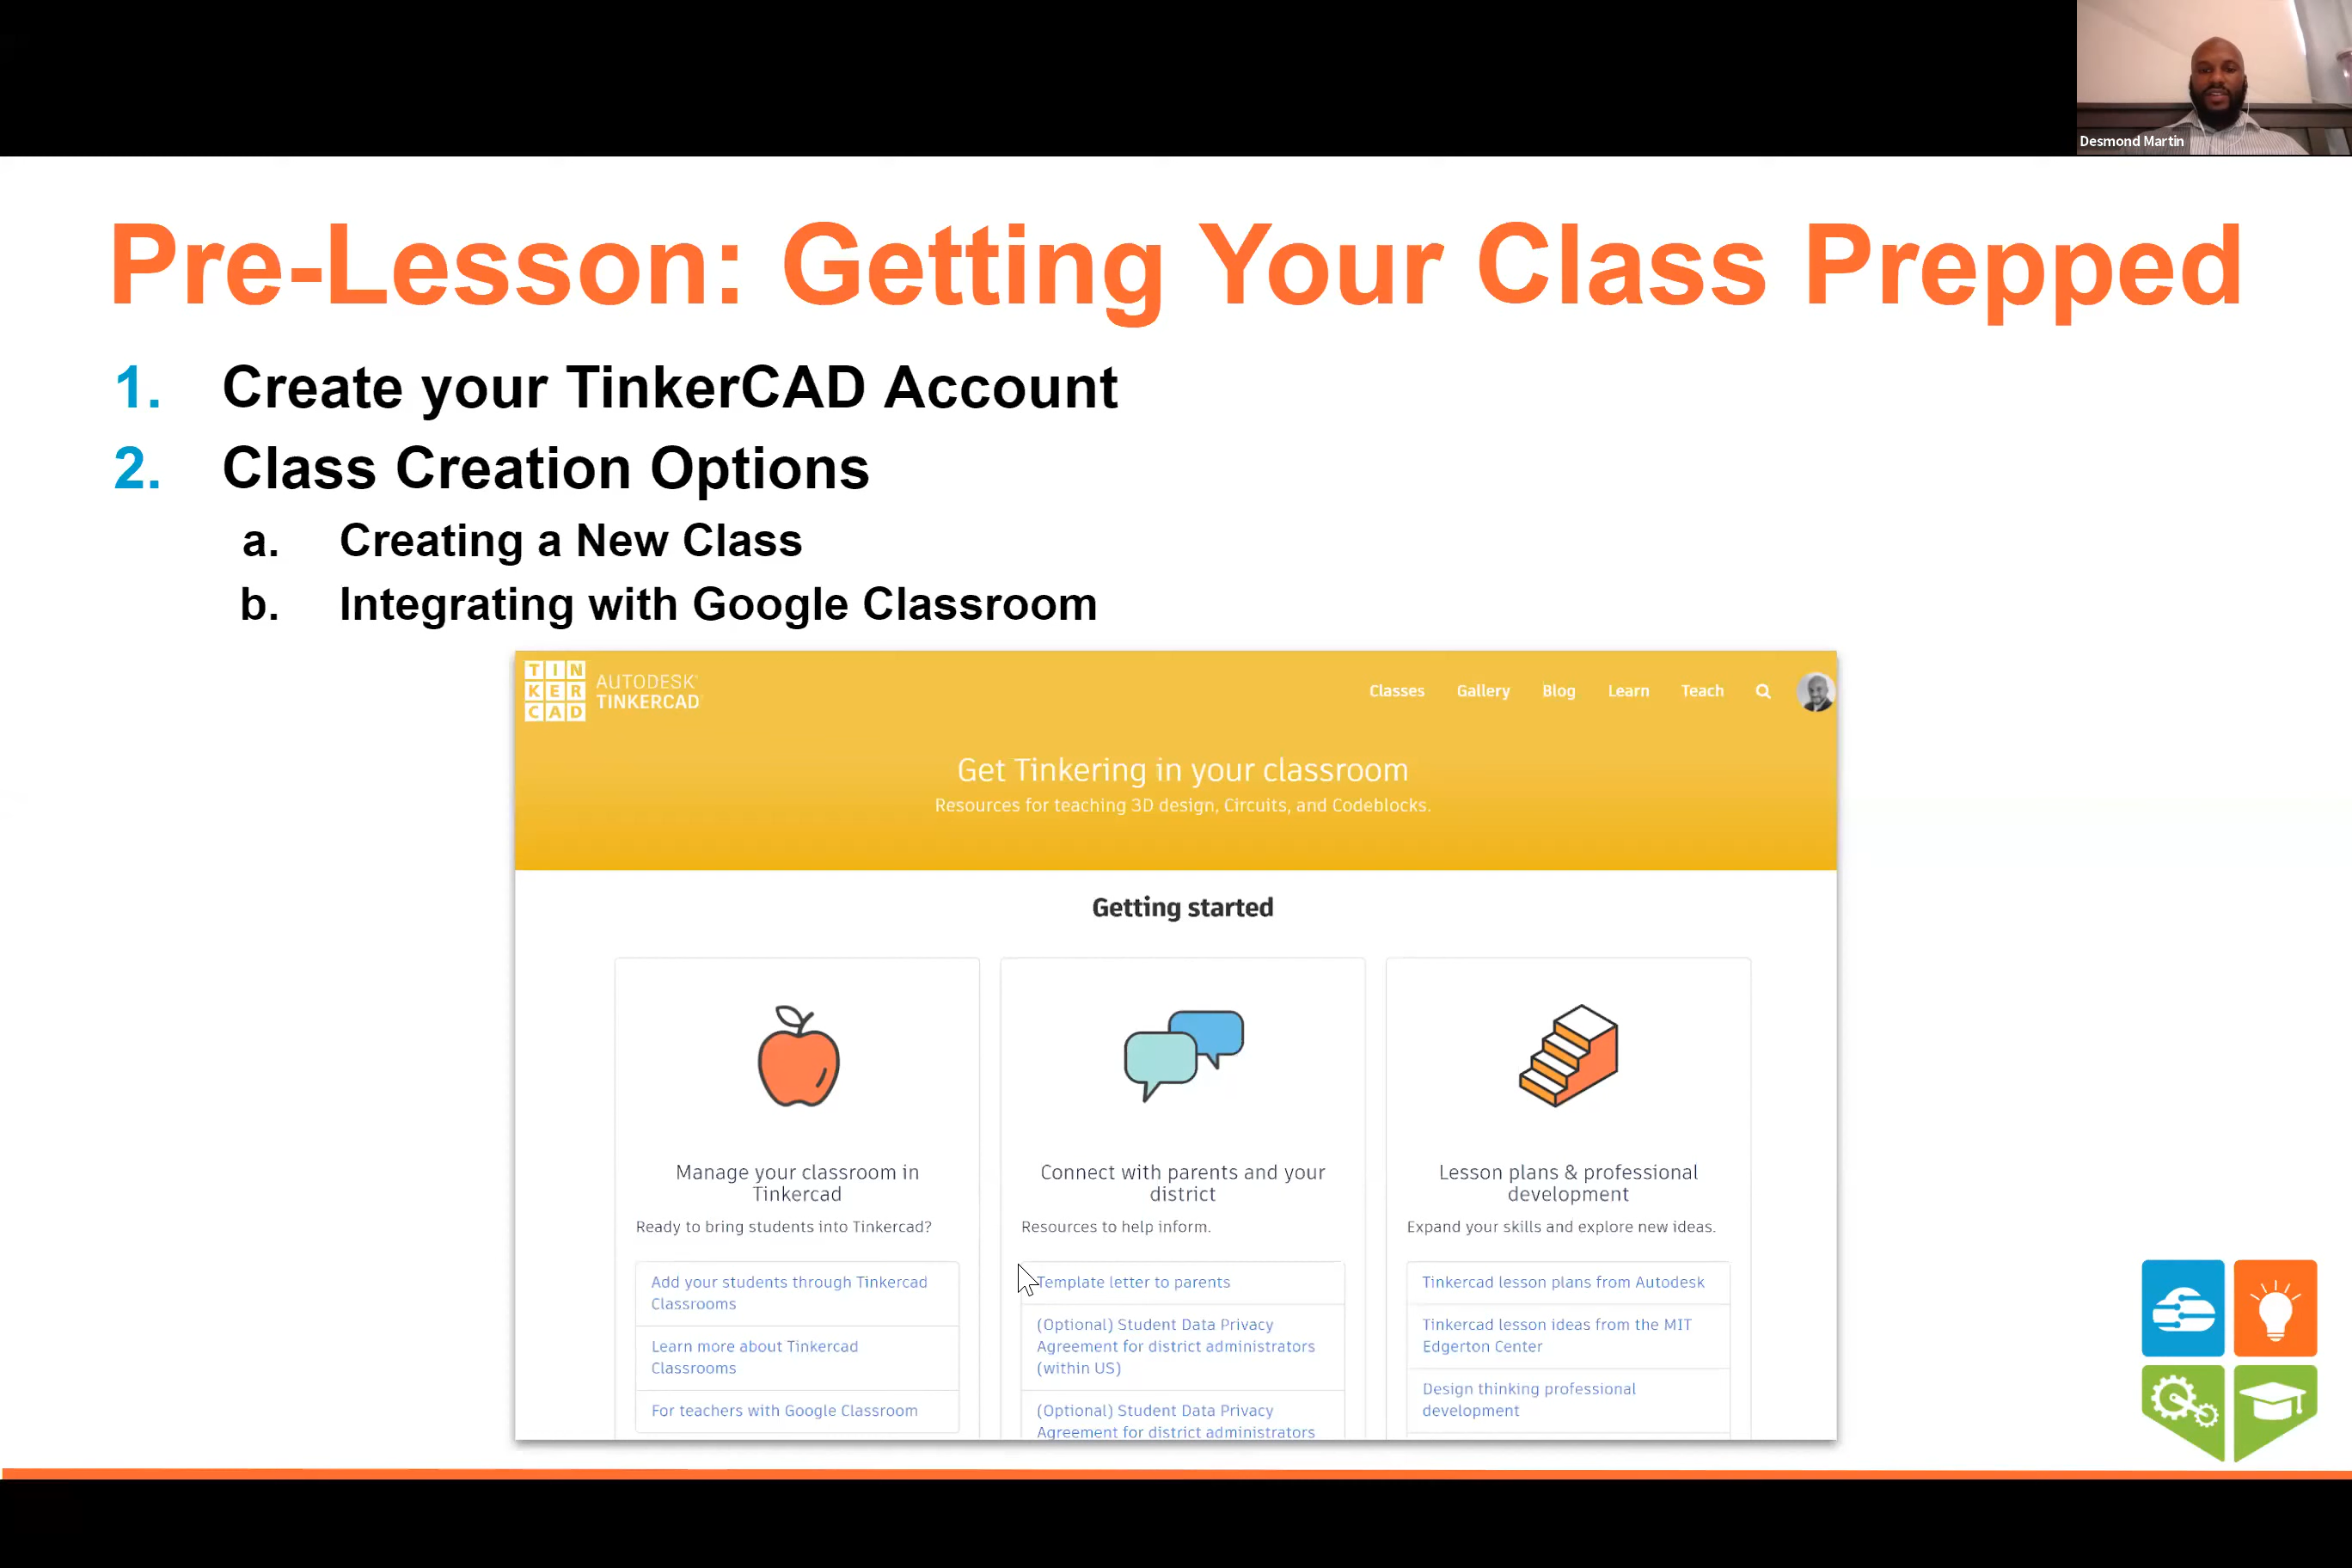 Desmond Martin
Pre-Lesson: Getting Your Class Prepped
1. Create your TinkerCAD Account
2. Class Creation Options
a. Creating a New Class
b. Integrating with Google Classroom
TIN
KER
CAD
AUTODESK
TINKERCAD
Classes Gallery Blog Learn Teach
Get Tinkering in your classroom
Resources for teaching 3D design, Circuits, and Codeblocks.
Getting started
Manage your classroom in
Tinkercad
Ready to bring students into Tinkercad?
Add your students through Tinkercad
Classrooms
Learn more about Tinkercad
Classrooms
For teachers with Google Classroom
Connect with parents and your
district
Resources to help inform.
Template letter to parents
(Optional) Student Data Privacy
Agreement for district administrators
(within US)
(Optional) Student Data Privacy
Agreement for district administrators
Lesson plans & professional
development
Expand your skills and explore new ideas.
Tinkercad lesson plans from Autodesk
Tinkercad lesson ideas from the MIT
Edgerton Center
Design thinking professional
development